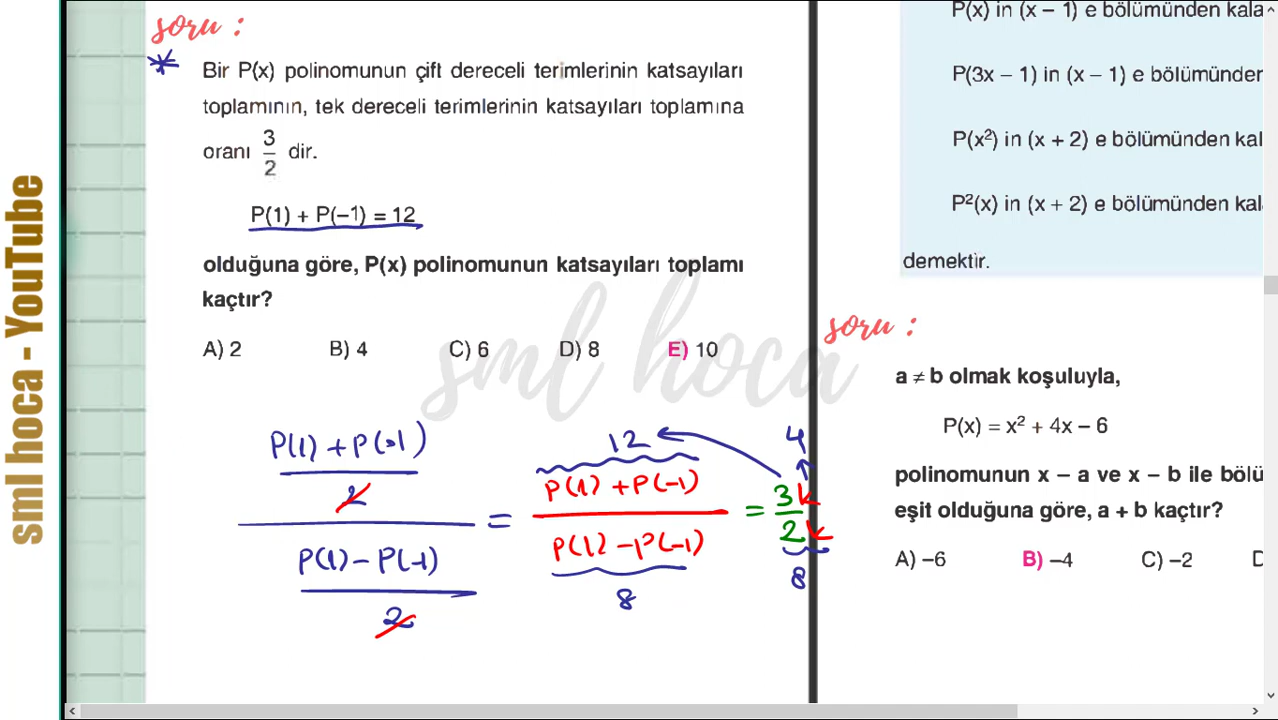 sml hoca - YouTube
soru :
Bir P(x) polinomunun çift dereceli terimlerinin katsayıları
toplamının, tek dereceli terimlerinin katsayıları toplamına
oranı 3/2 dir.
P(1) + P(−1) = 12
olduğuna göre, P(x) polinomunun katsayıları toplamı
kaçtır?
A) 2 B) 4 C) 6 D) 8 E) 10
sml hoca
12 4
P(1) + P(-1) P(1) + P(-1) 3k
2 = = 2k
P(1) - P(-1) P(1) - P(-1)
2 8 8
P(x) in (x − 1) e bölümünden kala
P(3x − 1) in (x − 1) e bölümünder
P(x²) in (x + 2) e bölümünden kal
P²(x) in (x + 2) e bölümünden kala
demektir.
soru :
a ≠ b olmak koşuluyla,
P(x) = x² + 4x − 6
polinomunun x − a ve x − b ile bölü
eşit olduğuna göre, a + b kaçtır?
A) −6 B) −4 C) −2 D